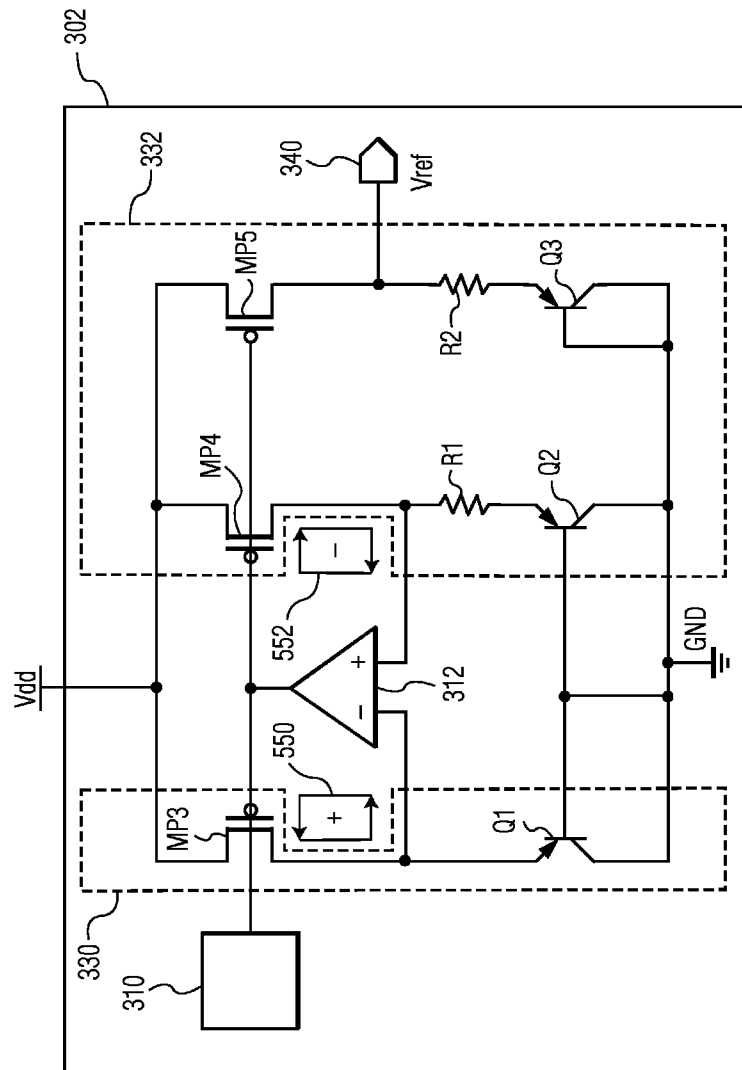 302
332
Vdd
330
310
MP3
MP4
MP5
340
Vref
550
+
552
−
−
+
312
R1
R2
Q1
Q2
Q3
GND